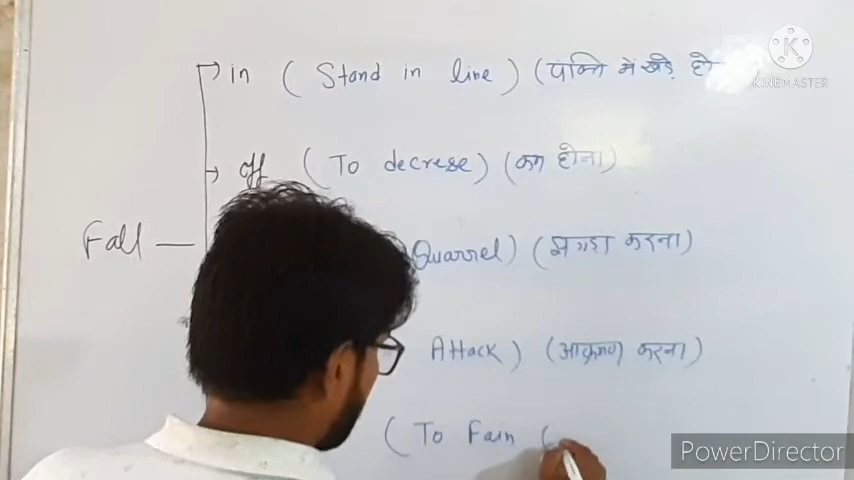 K
KINEMASTER
in ( Stand in line ) (पंक्ति में खड़े हो
off ( To decrese ) (कम होना)
Fall
Quarrel ) (झगड़ा करना)
Attack ) (आक्रमण करना)
( To Fain (
PowerDirector